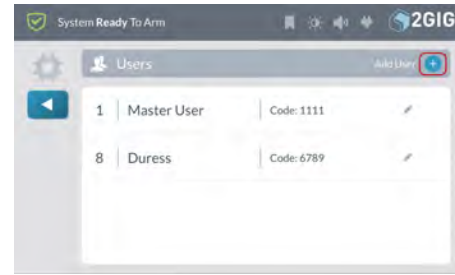 System Ready To Arm
2GIG
Users
Add User
1 Master User Code: 1111
8 Duress Code: 6789